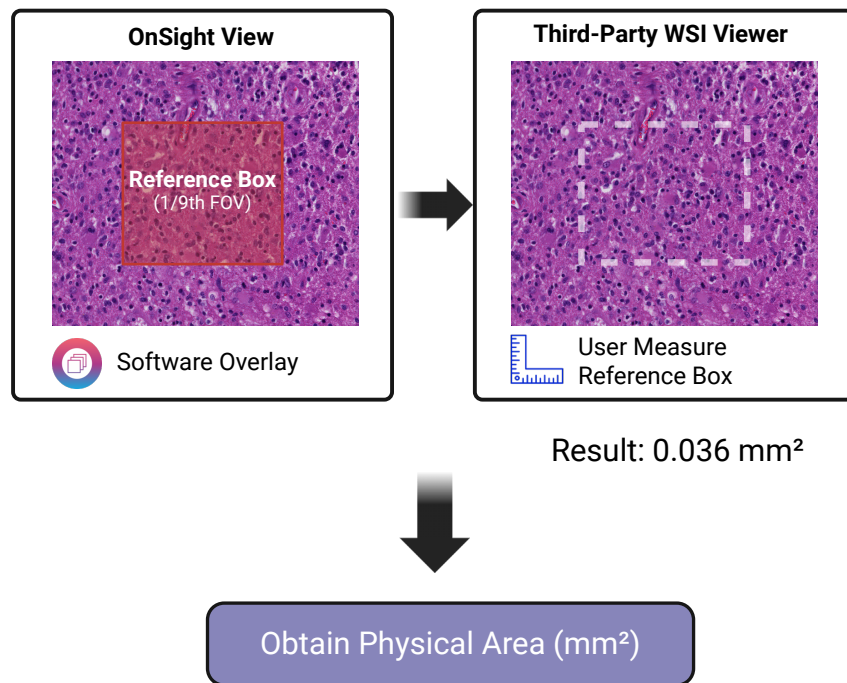 OnSight View
Reference Box
(1/9th FOV)
Software Overlay
Third-Party WSI Viewer
User Measure
Reference Box
Result: 0.036 mm²
Obtain Physical Area (mm²)